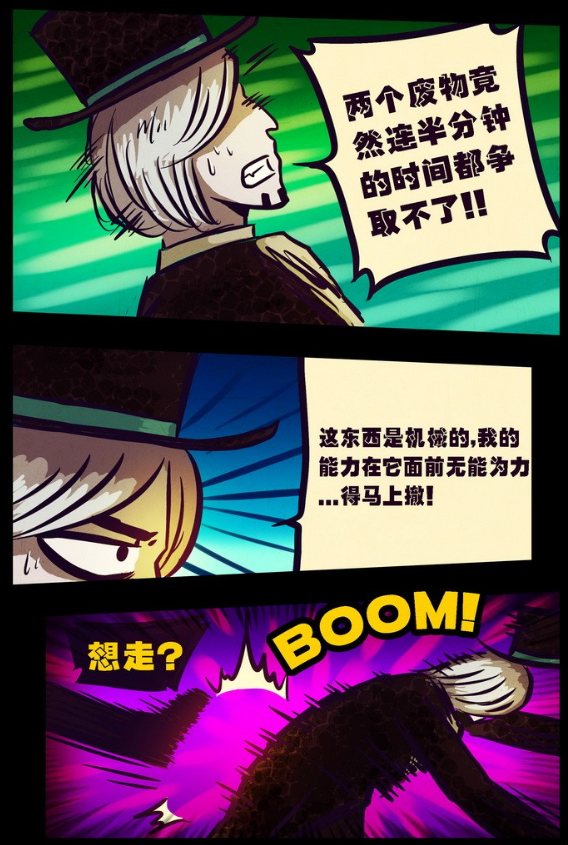 两个废物竟
然连半分钟
的时间都争
取不了!!
这东西是机械的,我的
能力在它面前无能为力
...得马上撤!
想走?
BOOM!